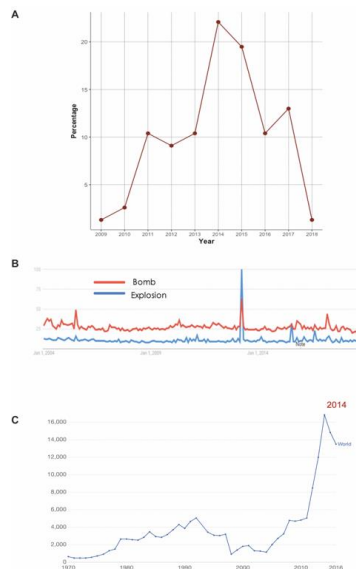 A
Percentage
20
15
10
5
2009 2010 2011 2012 2013 2014 2015 2016 2017 2018
Year
B
100
75
50
25
Bomb
Explosion
Note
Jan 1, 2004
Jan 1, 2009
Jan 1, 2014
C
2014
16,000
14,000
12,000
10,000
8,000
6,000
4,000
2,000
0
World
1970 1980 1990 2000 2010 2016